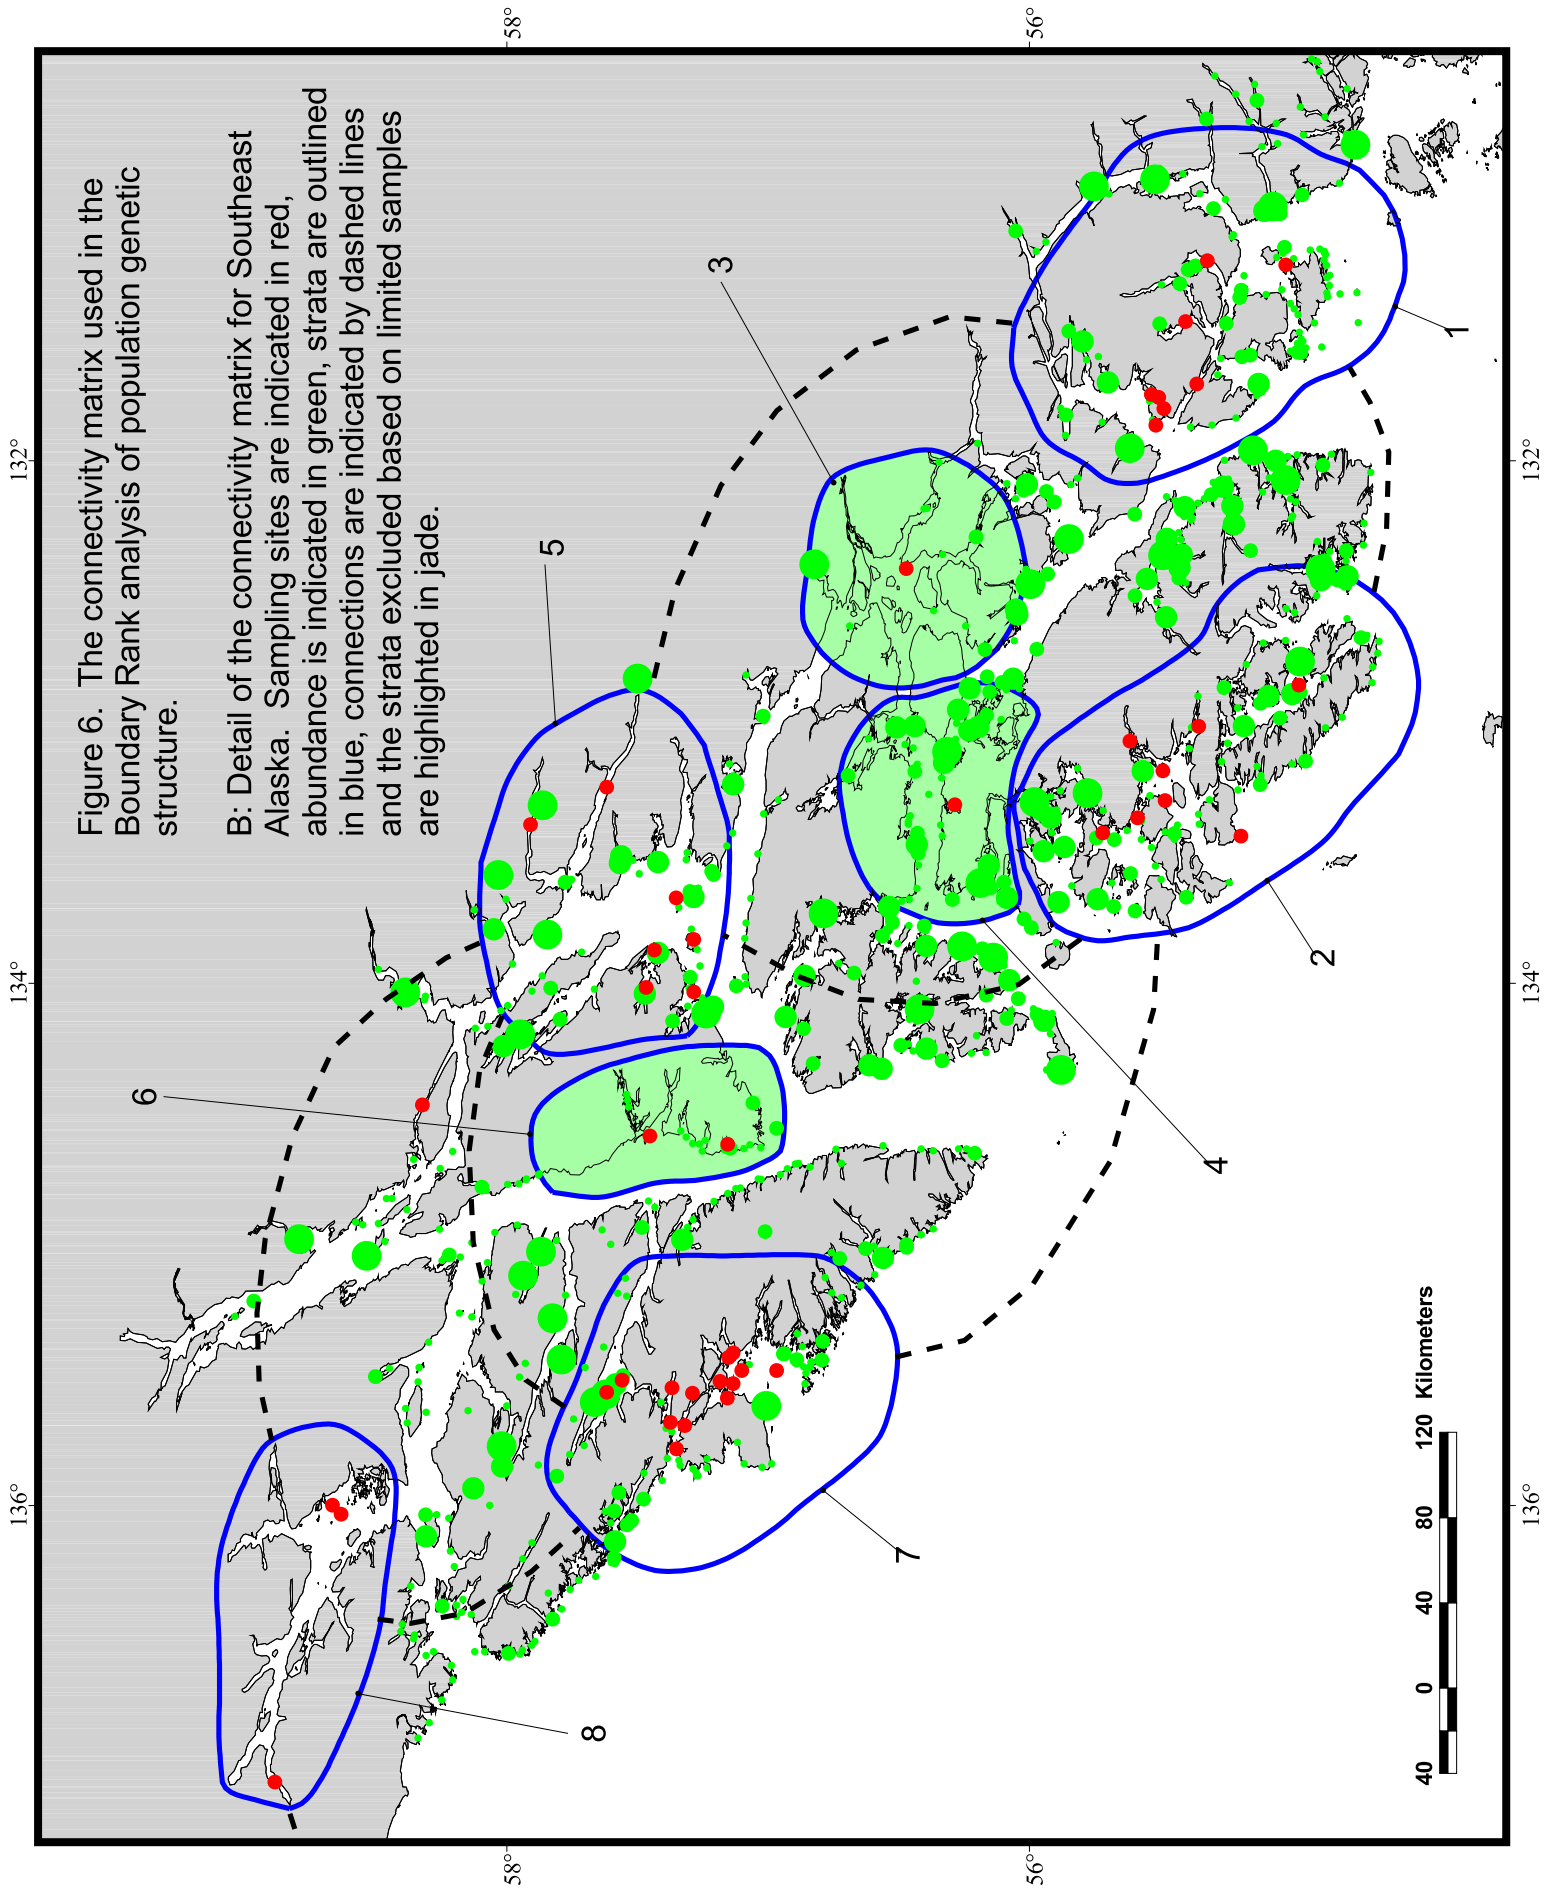 Figure 6. The connectivity matrix used in the
Boundary Rank analysis of population genetic
structure.
B: Detail of the connectivity matrix for Southeast
Alaska. Sampling sites are indicated in red,
abundance is indicated in green, strata are outlined
in blue, connections are indicated by dashed lines
and the strata excluded based on limited samples
are highlighted in jade.
58°
56°
132°
134°
136°
132°
134°
136°
58°
56°
1
2
3
4
5
6
7
8
40 0 40 80 120 Kilometers